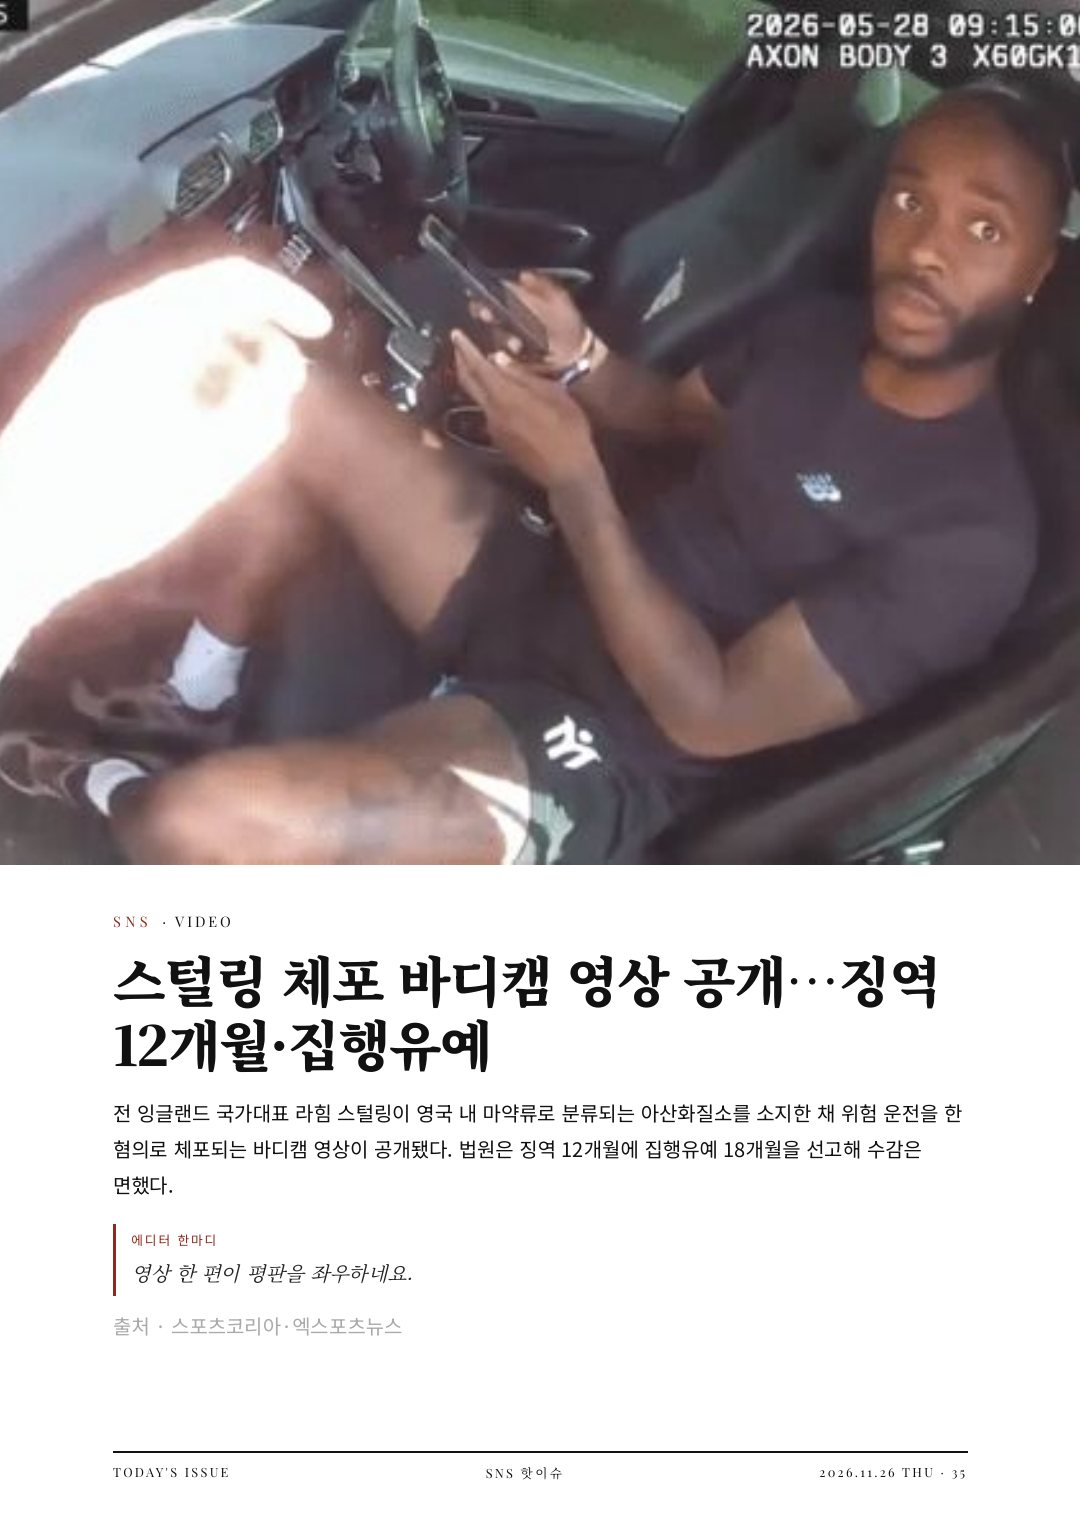 S
2026-05-28 09:15:0
AXON BODY 3 X60GK1
SNS · VIDEO
스털링 체포 바디캠 영상 공개…징역
12개월·집행유예
전 잉글랜드 국가대표 라힘 스털링이 영국 내 마약류로 분류되는 아산화질소를 소지한 채 위험 운전을 한
혐의로 체포되는 바디캠 영상이 공개됐다. 법원은 징역 12개월에 집행유예 18개월을 선고해 수감은
면했다.
에디터 한마디
영상 한 편이 평판을 좌우하네요.
출처 · 스포츠코리아·엑스포츠뉴스
TODAY'S ISSUE
SNS 핫이슈
2026.11.26 THU · 35